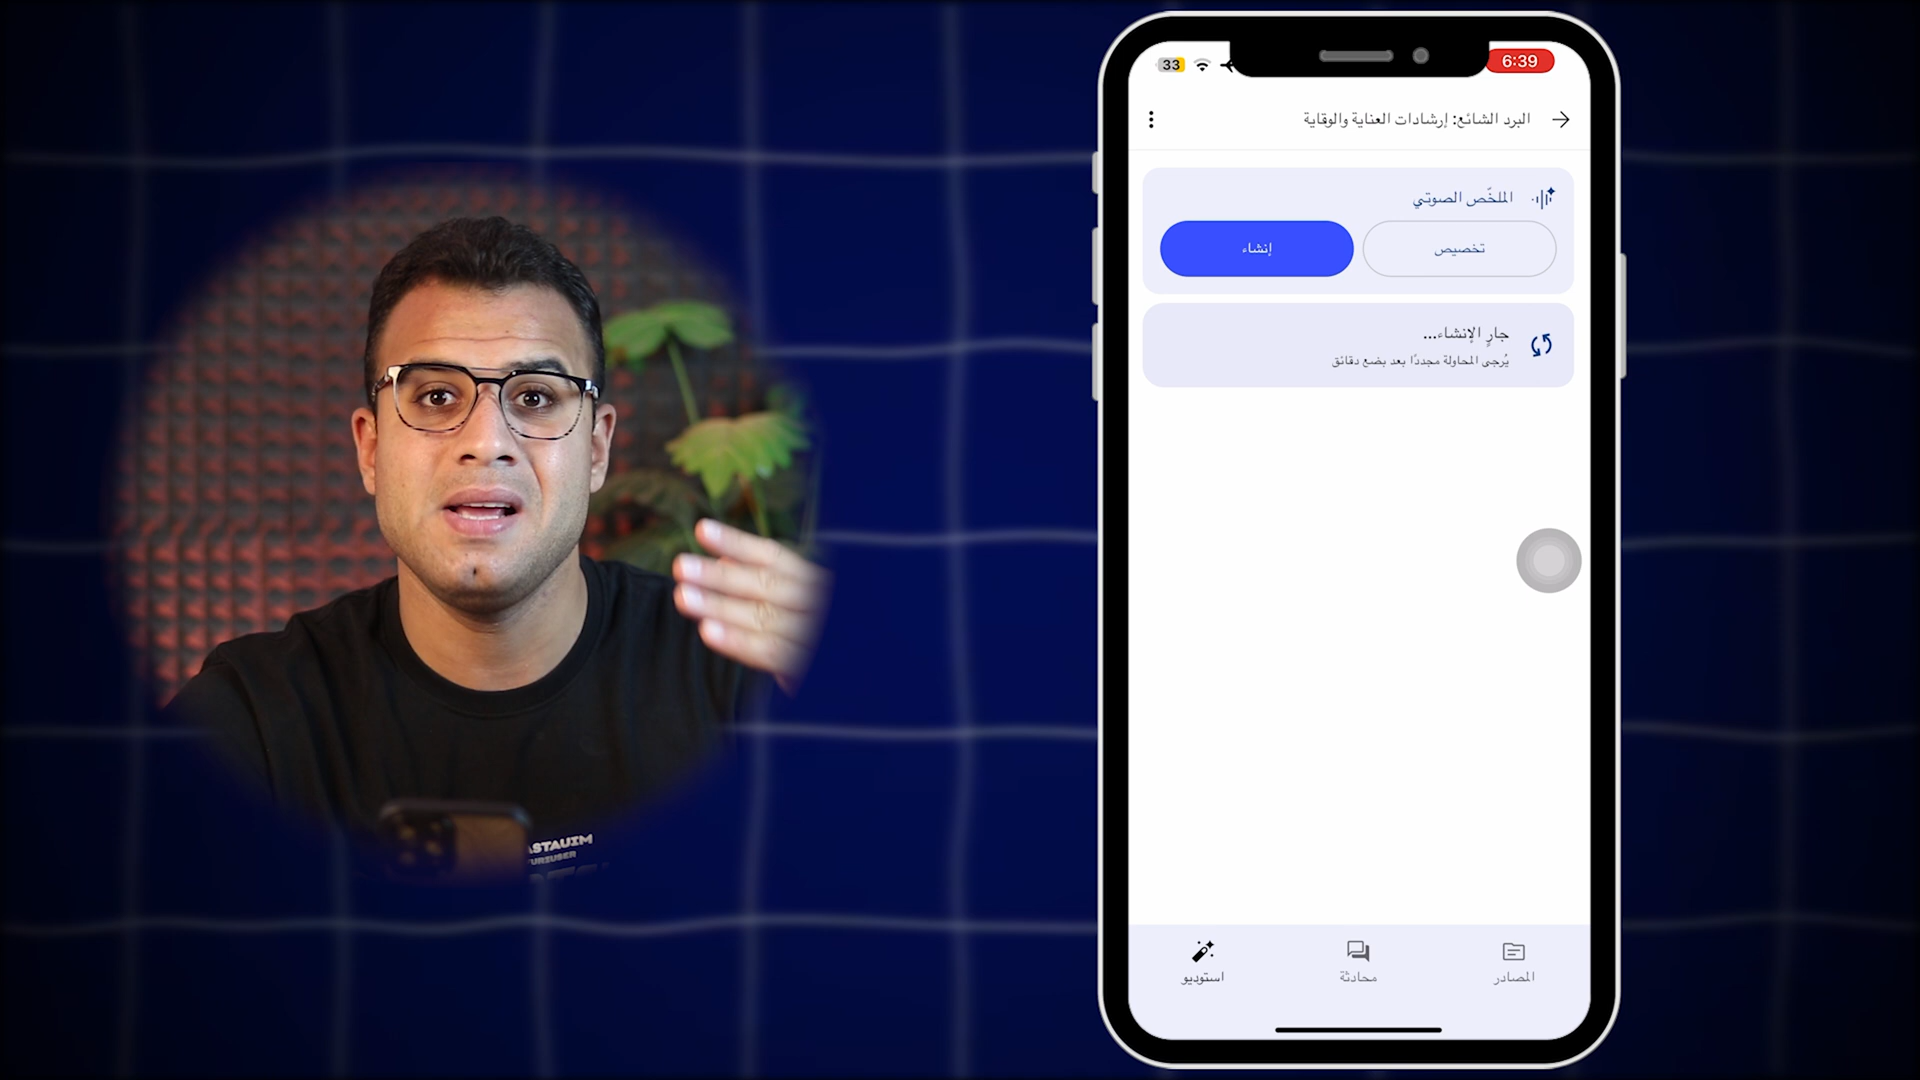 33
6:39
البرد الشائع: إرشادات العناية والوقاية
الملخّص الصوتي
تخصيص
إنشاء
جارٍ الإنشاء...
يُرجى المحاولة مجددًا بعد بضع دقائق
المصادر
محادثة
استوديو